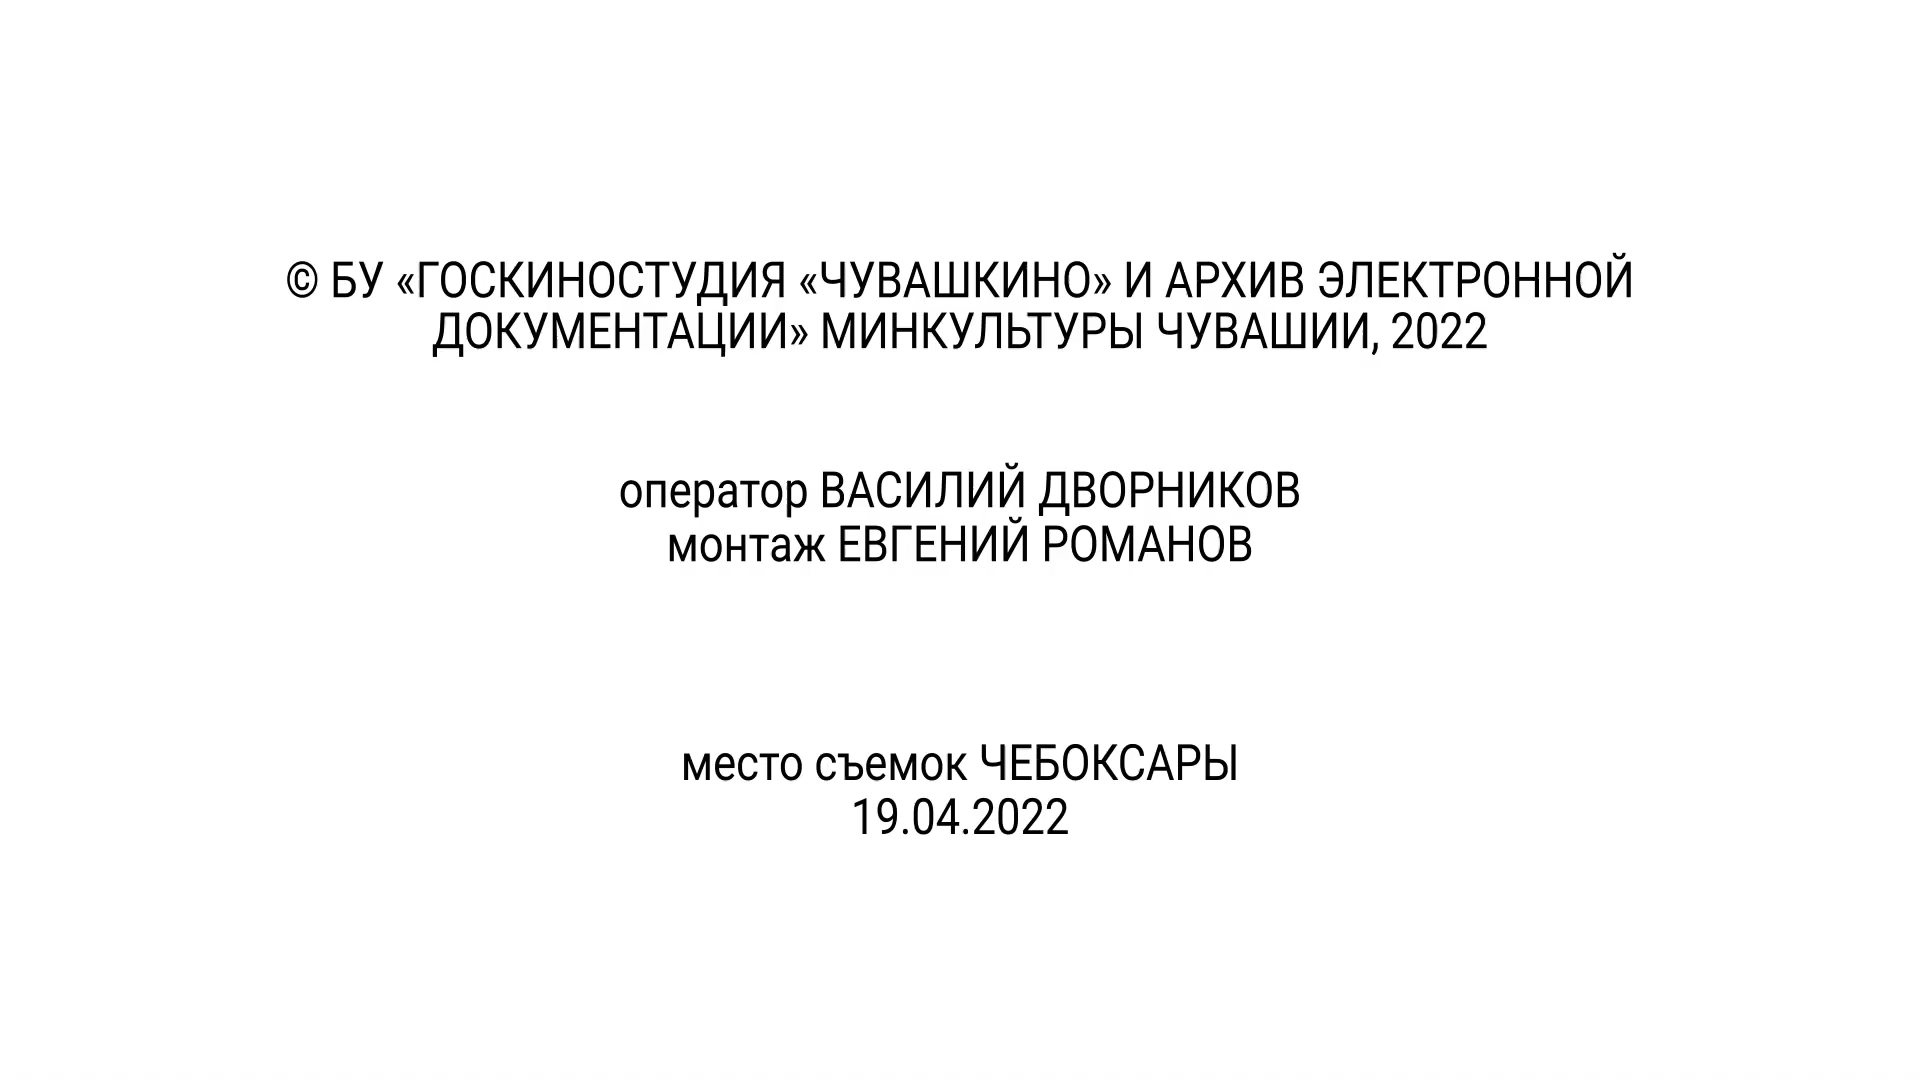 © БУ «ГОСКИНОСТУДИЯ «ЧУВАШКИНО» И АРХИВ ЭЛЕКТРОННОЙ
ДОКУМЕНТАЦИИ» МИНКУЛЬТУРЫ ЧУВАШИИ, 2022
оператор ВАСИЛИЙ ДВОРНИКОВ
монтаж ЕВГЕНИЙ РОМАНОВ
место съемок ЧЕБОКСАРЫ
19.04.2022